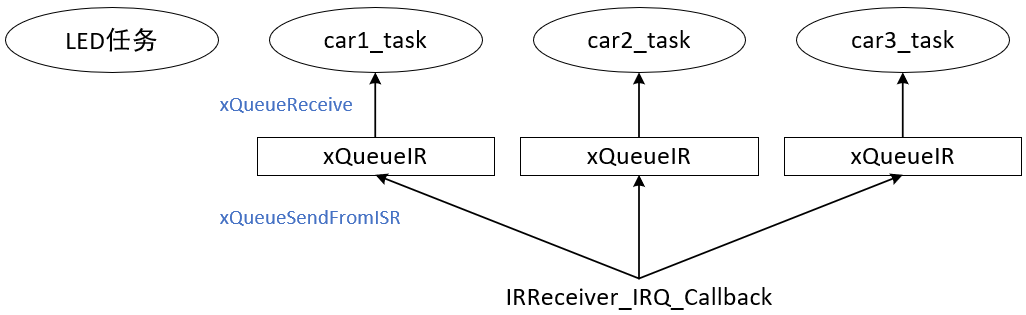 LED任务
car1_task
car2_task
car3_task
xQueueReceive
xQueueIR
xQueueIR
xQueueIR
xQueueSendFromISR
IRReceiver_IRQ_Callback